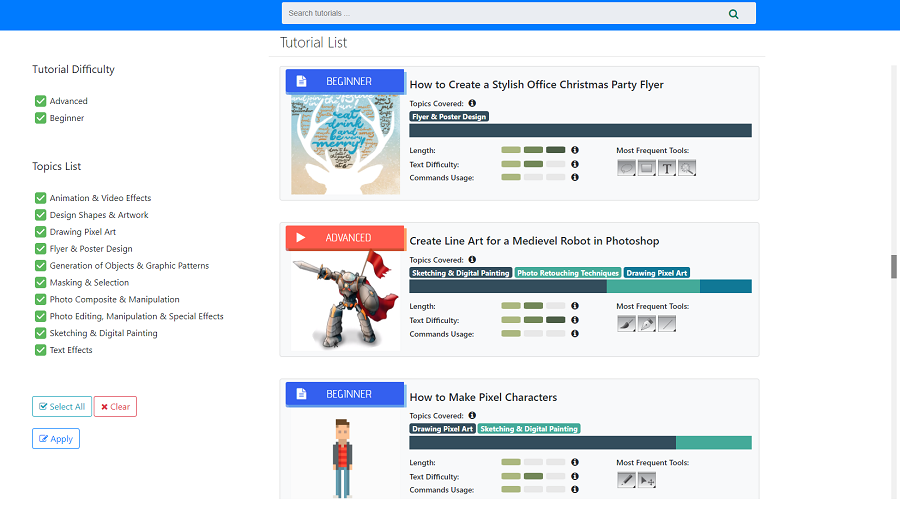 Search tutorials ...
Tutorial List
Tutorial Difficulty
Advanced
Beginner
Topics List
Animation & Video Effects
Design Shapes & Artwork
Drawing Pixel Art
Flyer & Poster Design
Generation of Objects & Graphic Patterns
Masking & Selection
Photo Composite & Manipulation
Photo Editing, Manipulation & Special Effects
Sketching & Digital Painting
Text Effects
Select All
Clear
Apply
BEGINNER
eat
drink
and be
merry!
How to Create a Stylish Office Christmas Party Flyer
Topics Covered:
Flyer & Poster Design
Length:
Text Difficulty:
Commands Usage:
Most Frequent Tools:
ADVANCED
Create Line Art for a Medievel Robot in Photoshop
Topics Covered:
Sketching & Digital Painting Photo Retouching Techniques Drawing Pixel Art
Length:
Text Difficulty:
Commands Usage:
Most Frequent Tools:
BEGINNER
How to Make Pixel Characters
Topics Covered:
Drawing Pixel Art Sketching & Digital Painting
Length:
Text Difficulty:
Commands Usage:
Most Frequent Tools: